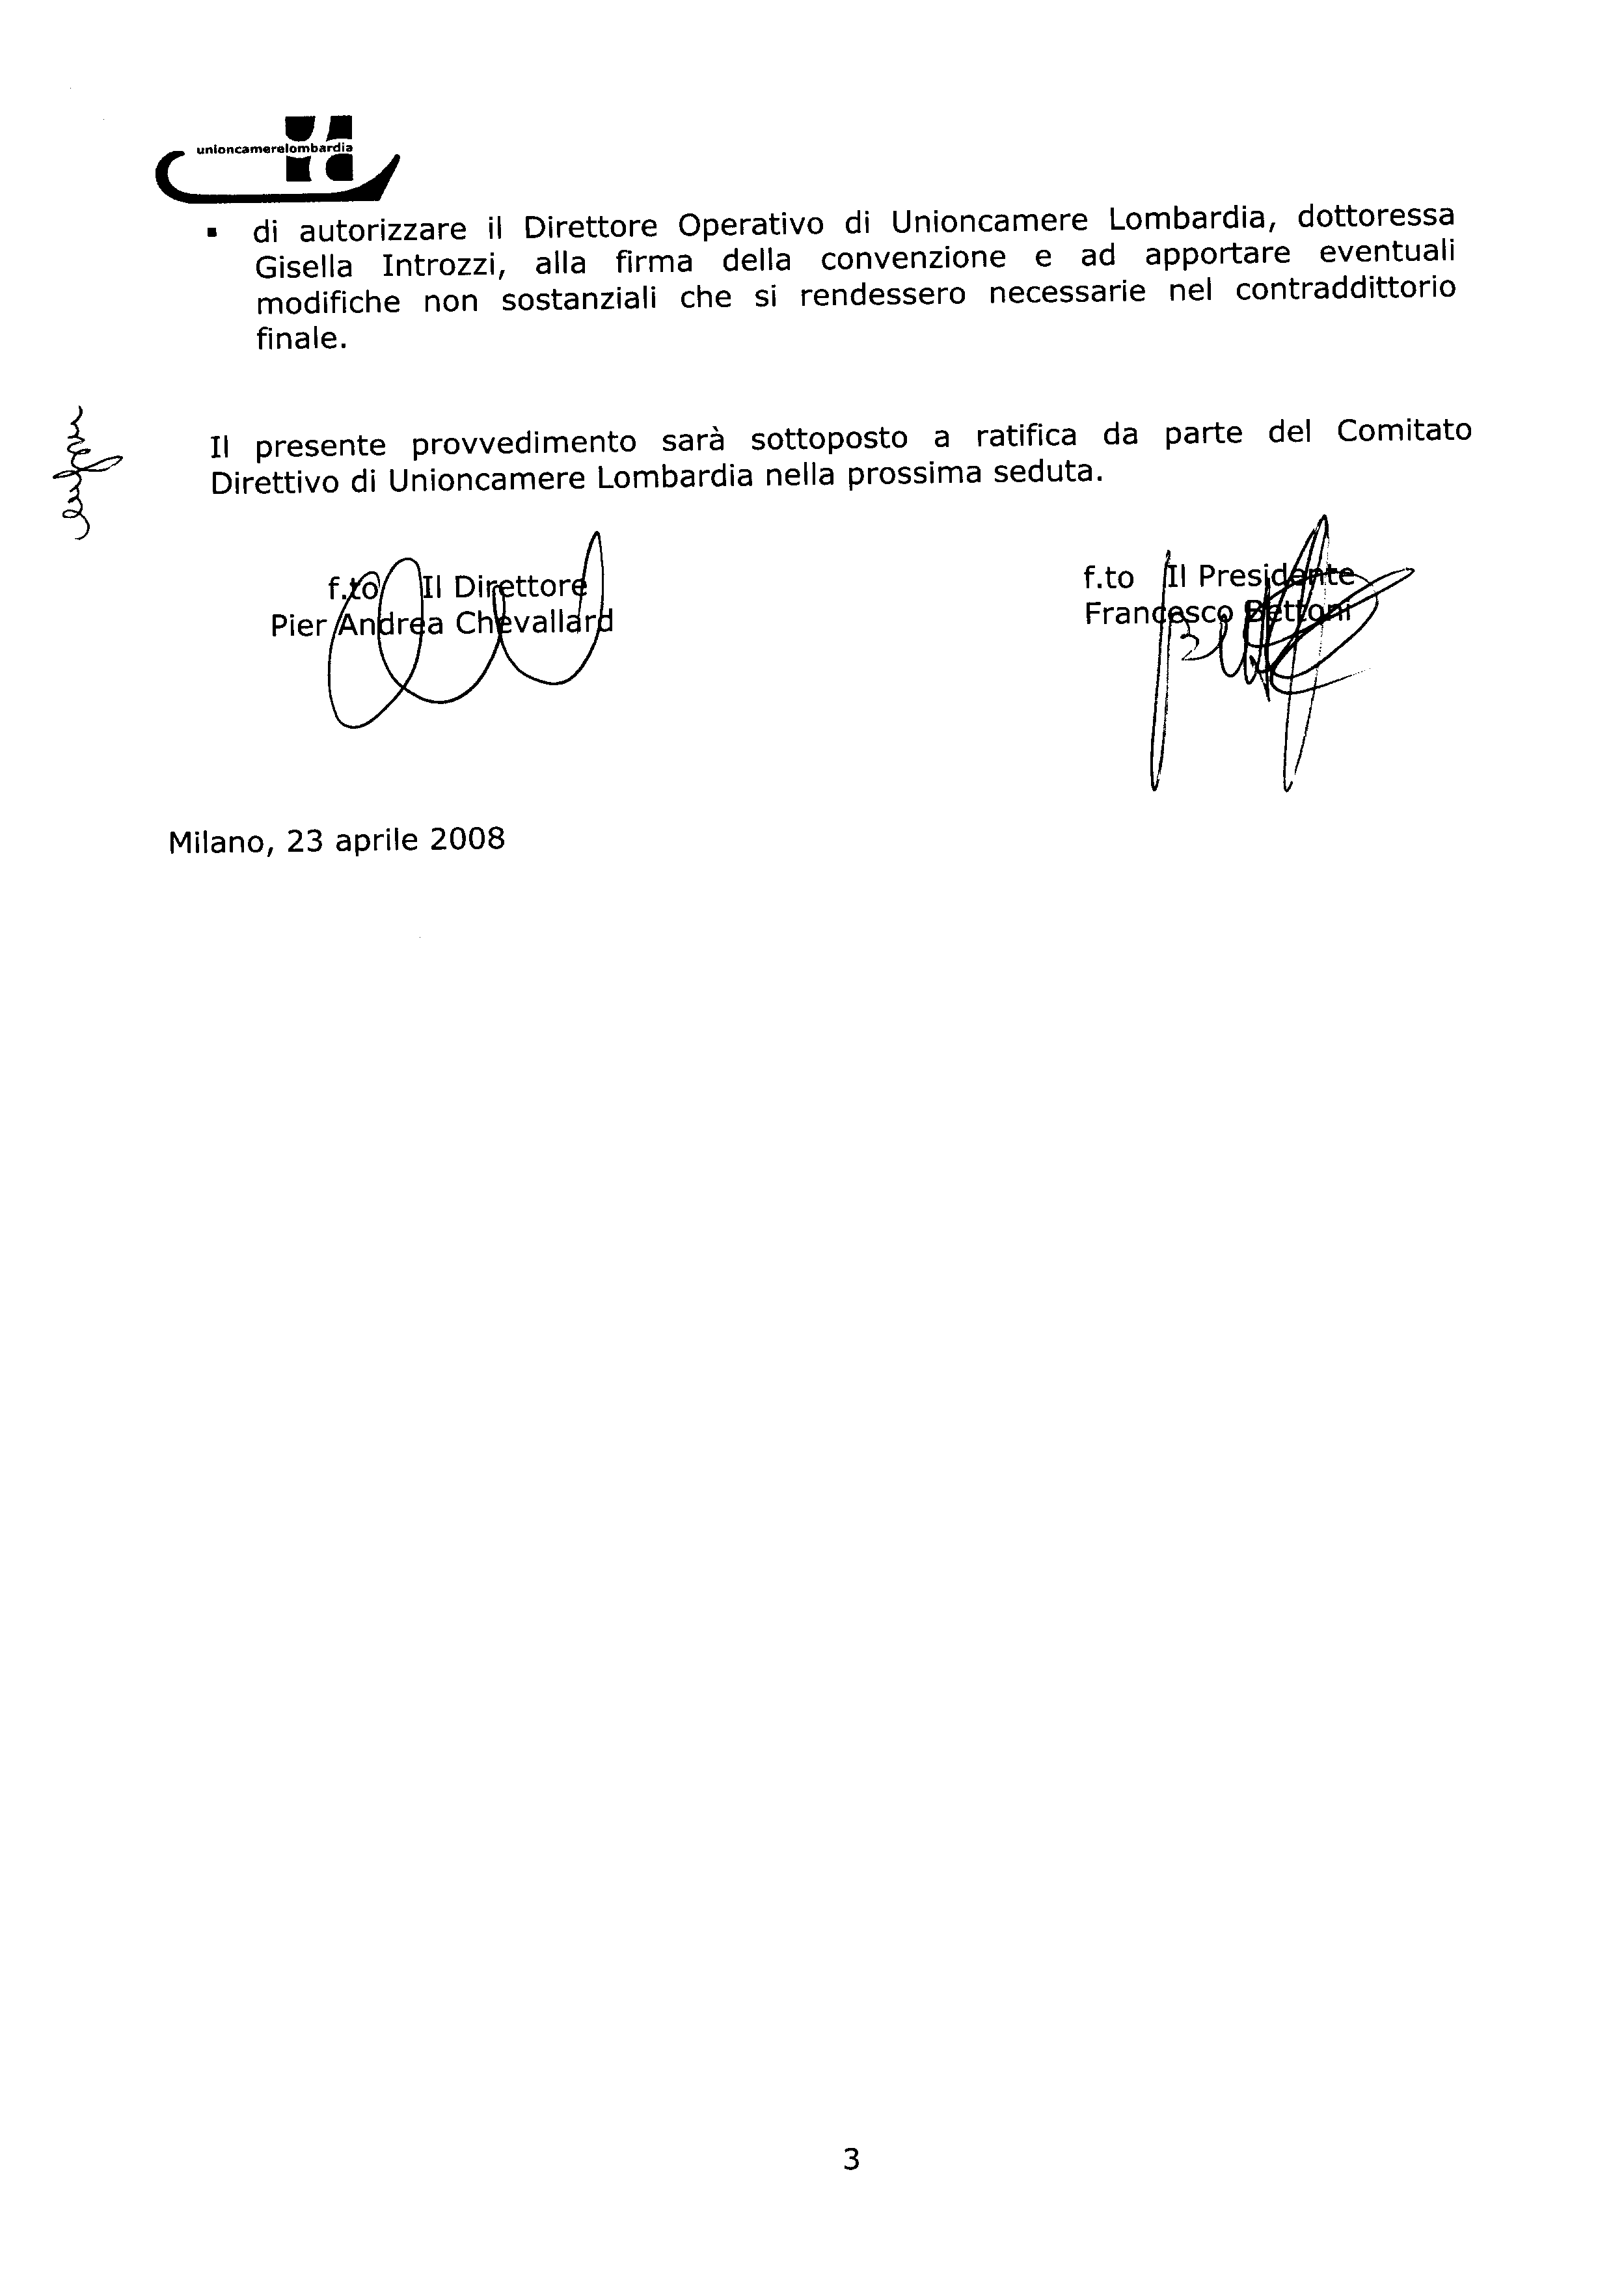 unioncamerelombardia
▪ di autorizzare il Direttore Operativo di Unioncamere Lombardia, dottoressa
Gisella Introzzi, alla firma della convenzione e ad apportare eventuali
modifiche non sostanziali che si rendessero necessarie nel contraddittorio
finale.
Il presente provvedimento sarà sottoposto a ratifica da parte del Comitato
Direttivo di Unioncamere Lombardia nella prossima seduta.
f.to Il Direttore
Pier Andrea Chevallard
f.to Il Presidente
Francesco Bettoni
Milano, 23 aprile 2008
3